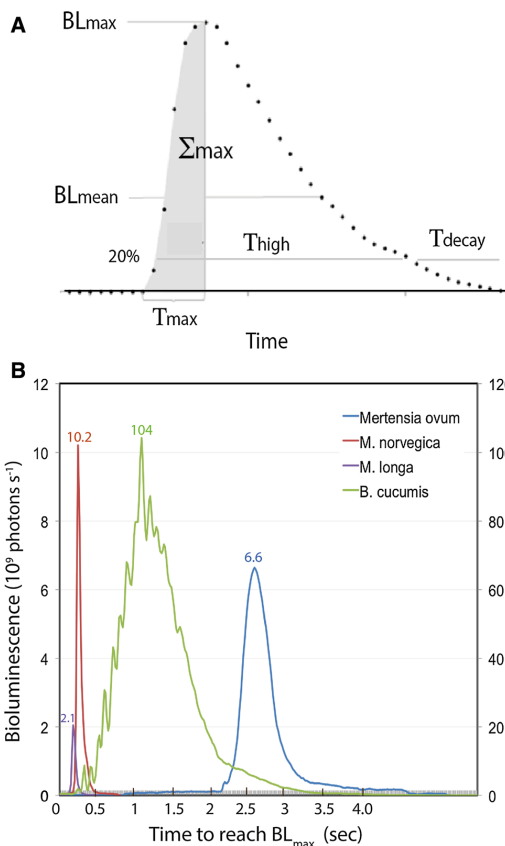 A
BLmax
Σmax
BLmean
20%
Thigh
Tdecay
Tmax
Time
B
12
10
8
6
4
2
0
Bioluminescence (10⁹ photons s⁻¹)
10.2
104
6.6
2.1
Mertensia ovum
M. norvegica
M. longa
B. cucumis
80
60
40
20
0
0 0.5 1 1.5 2 2.5 3 3.5 4.0
Time to reach BLmax (sec)